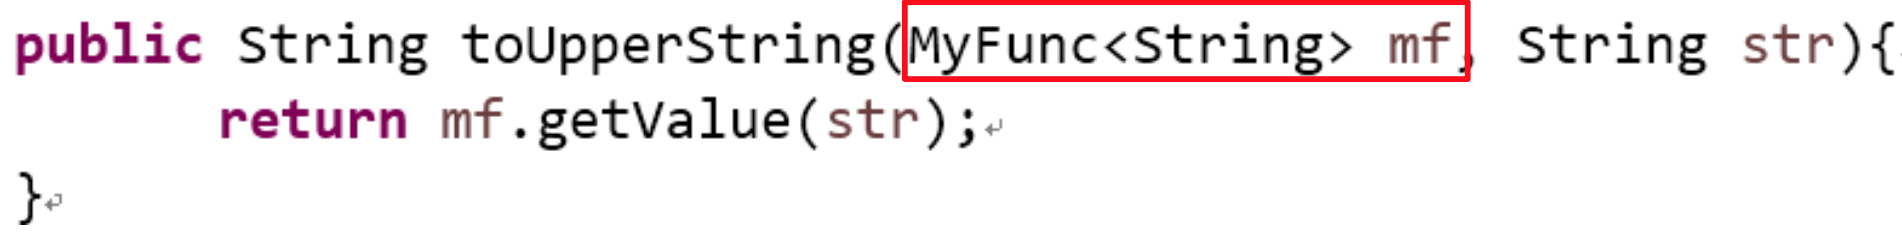 public String toUpperString(MyFunc<String> mf, String str){
return mf.getValue(str);↵
}↵